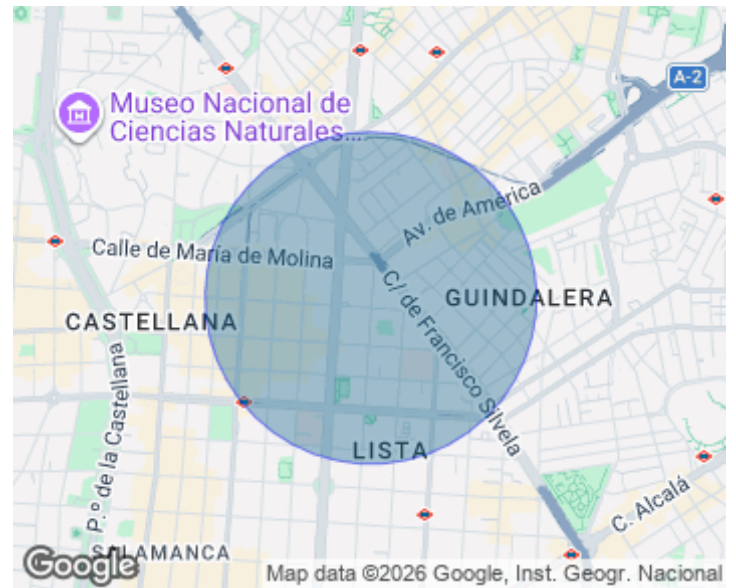 A-2
Museo Nacional de
Ciencias Naturales...
Av. de América
Calle de María de Molina
C/ de Francisco Silvela
GUINDALERA
CASTELLANA
P.º de la Castellana
LISTA
C. Alcalá
SALAMANCA
Google
Map data ©2026 Google, Inst. Geogr. Nacional